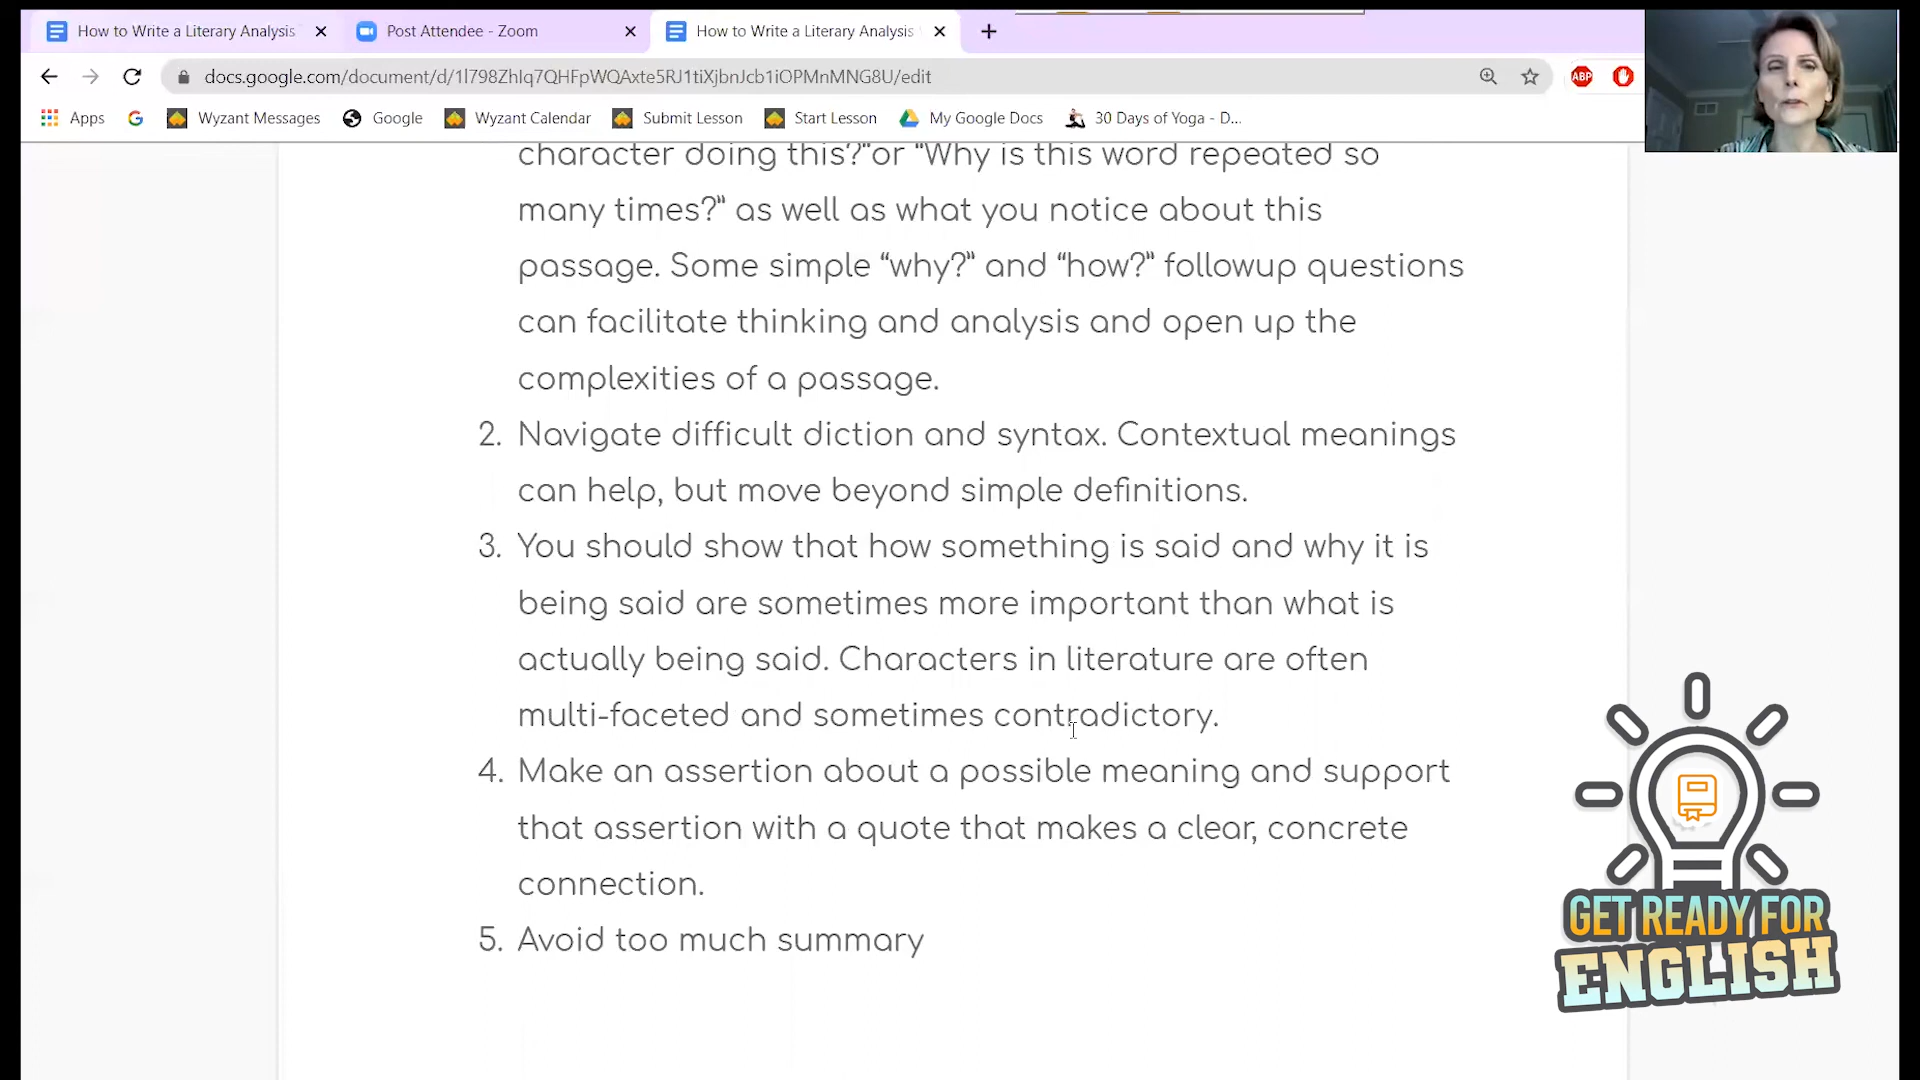 How to Write a Literary Analysis
Post Attendee - Zoom
How to Write a Literary Analysis
docs.google.com/document/d/1l798ZhIq7QHFpWQAxte5RJ1tiXjbnJcb1iOPMnMNG8U/edit
ABP
Apps
Wyzant Messages
Google
Wyzant Calendar
Submit Lesson
Start Lesson
My Google Docs
30 Days of Yoga - D...
character doing this?”or “Why is this word repeated so
many times?” as well as what you notice about this
passage. Some simple “why?” and “how?” followup questions
can facilitate thinking and analysis and open up the
complexities of a passage.
2. Navigate difficult diction and syntax. Contextual meanings
can help, but move beyond simple definitions.
3. You should show that how something is said and why it is
being said are sometimes more important than what is
actually being said. Characters in literature are often
multi-faceted and sometimes contradictory.
4. Make an assertion about a possible meaning and support
that assertion with a quote that makes a clear, concrete
connection.
5. Avoid too much summary
GET READY FOR
ENGLISH